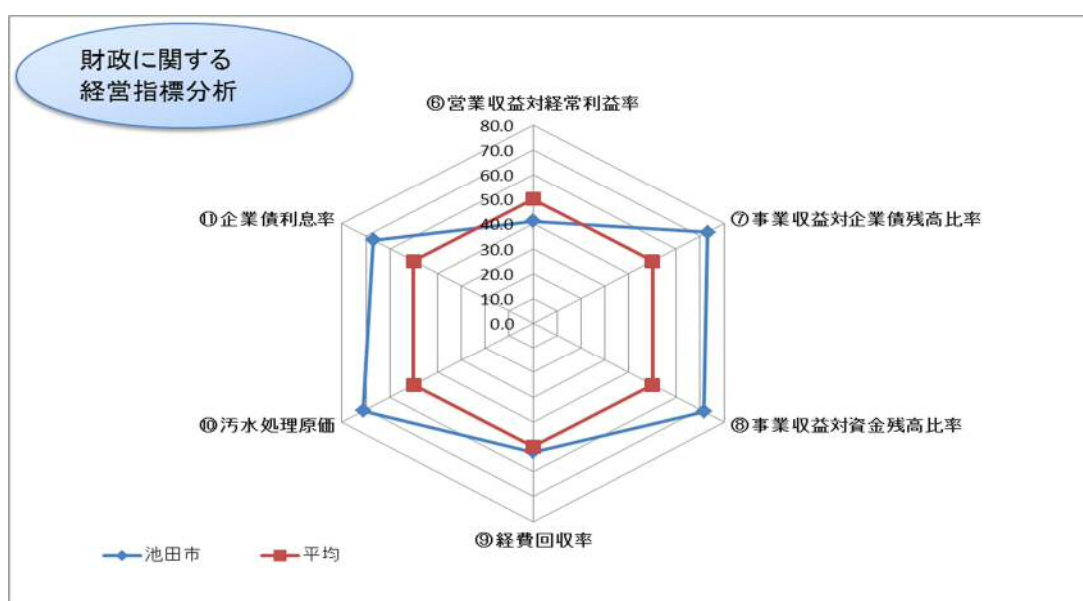 財政に関する
経営指標分析
⑥営業収益対経常利益率
80.0
70.0
60.0
50.0
40.0
30.0
20.0
10.0
0.0
⑪企業債利息率
⑦事業収益対企業債残高比率
⑩汚水処理原価
⑧事業収益対資金残高比率
⑨経費回収率
池田市
平均